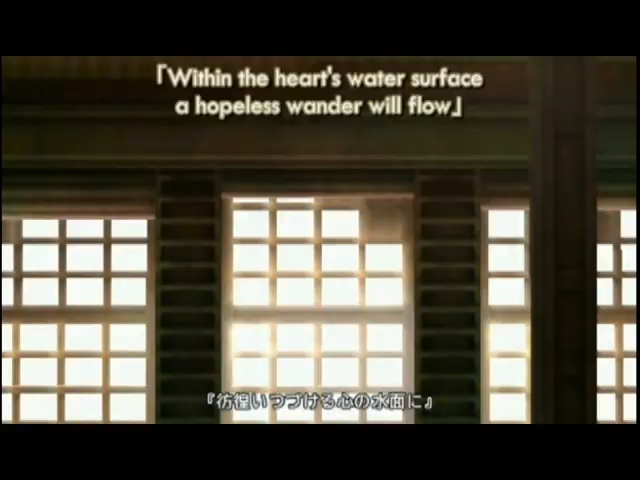 「Within the heart's water surface
a hopeless wander will flow」
『彷徨いつづける心の水面に』